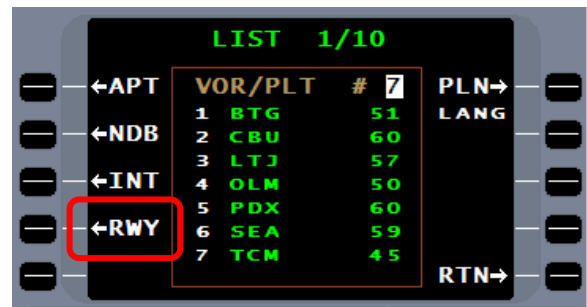 LIST 1/10
←APT VOR/PLT # 7 PLN→
1 BTG 51 LANG
←NDB 2 CBU 60
3 LTJ 57
←INT 4 OLM 50
5 PDX 60
←RWY 6 SEA 59
7 TCM 45
RTN→